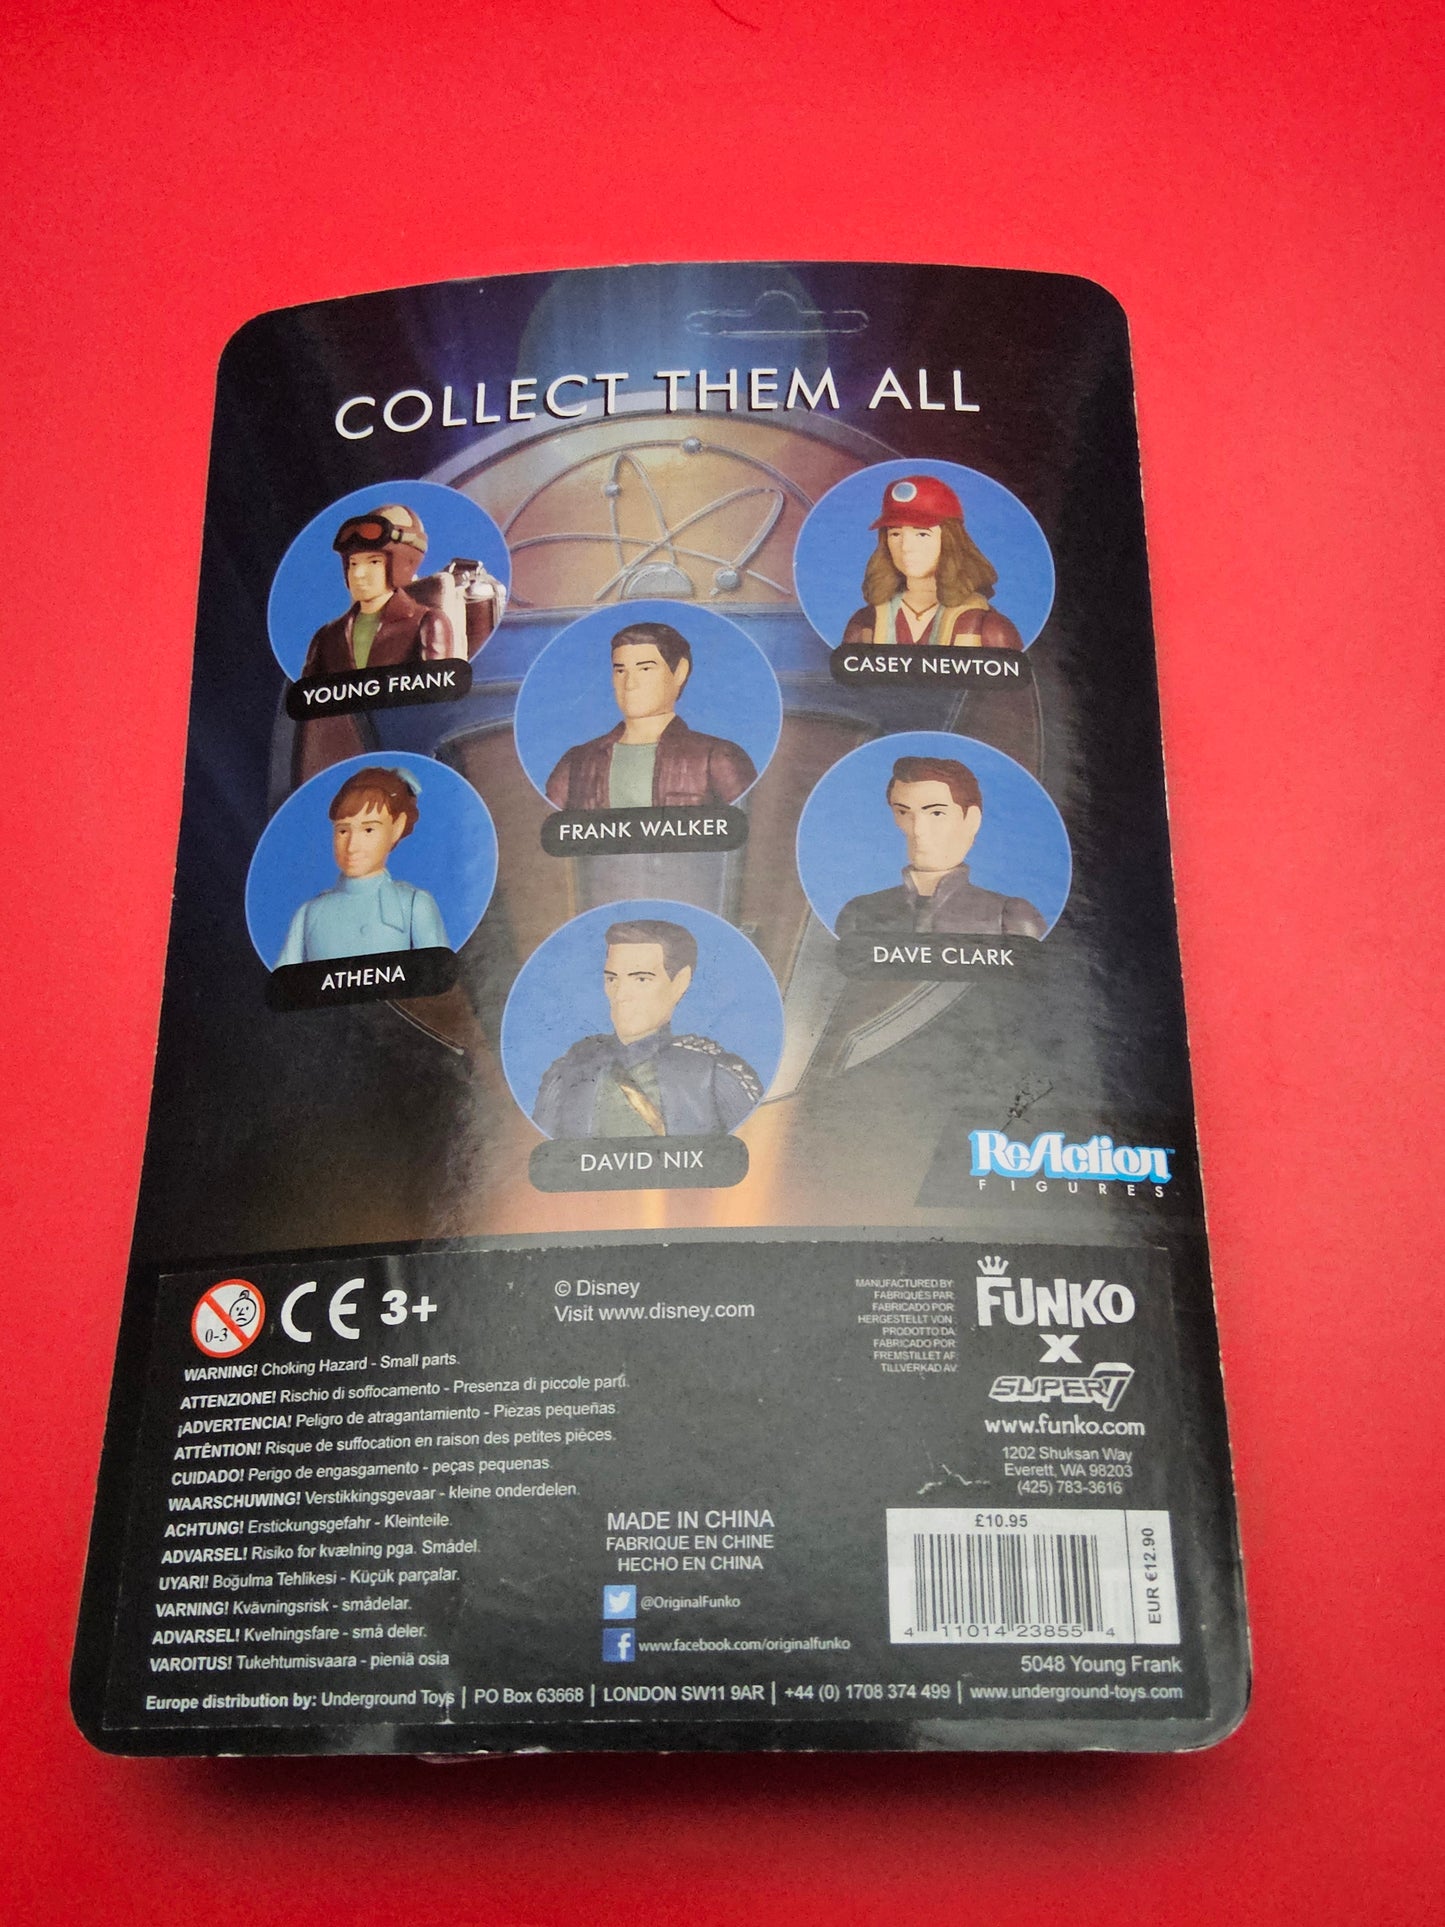 COLLECT THEM ALL
YOUNG FRANK
CASEY NEWTON
FRANK WALKER
ATHENA
DAVE CLARK
DAVID NIX
ReAction™
FIGURES
0-3
CE 3+
WARNING! Choking Hazard - Small parts.
ATTENZIONE! Rischio di soffocamento - Presenza di piccole parti.
¡ADVERTENCIA! Peligro de atragantamiento - Piezas pequeñas.
ATTÊNTION! Risque de suffocation en raison des petites pièces.
CUIDADO! Perigo de engasgamento - peças pequenas.
WAARSCHUWING! Verstikkingsgevaar - kleine onderdelen.
ACHTUNG! Erstickungsgefahr - Kleinteile.
ADVARSEL! Risiko for kvælning pga. Smådel.
UYARI! Boğulma Tehlikesi - Küçük parçalar.
VARNING! Kvävningsrisk - smådelar.
ADVARSEL! Kvelningsfare - små deler.
VAROITUS! Tukehtumisvaara - pieniä osia
© Disney
Visit www.disney.com
MADE IN CHINA
FABRIQUE EN CHINE
HECHO EN CHINA
@OriginalFunko
www.facebook.com/originalfunko
MANUFACTURED BY:
FABRIQUÉS PAR:
FABRICADO POR:
HERGESTELLT VON:
PRODOTTO DA:
FABRICADO POR:
FREMSTILLET AF:
TILLVERKAD AV:
FUNKO
X
SUPER7
www.funko.com
1202 Shuksan Way
Everett, WA 98203
(425) 783-3616
£10.95
EUR €12.90
4 11014 23855 4
5048 Young Frank
Europe distribution by: Underground Toys | PO Box 63668 | LONDON SW11 9AR | +44 (0) 1708 374 499 | www.underground-toys.com